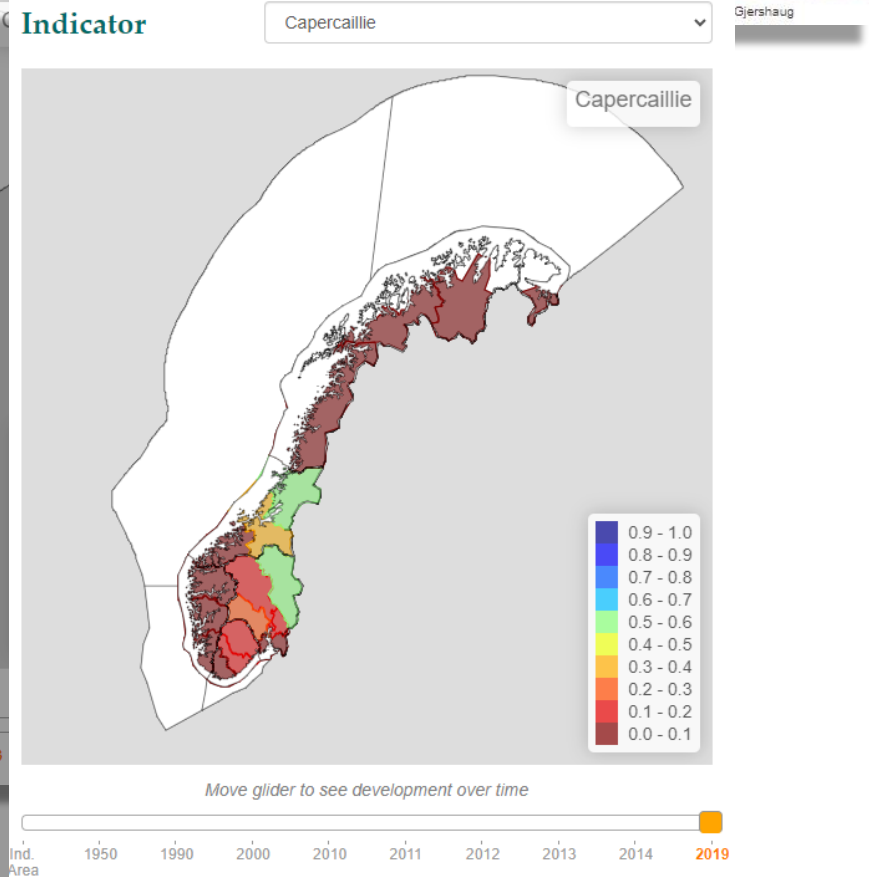 Indicator
Capercaillie
Gjershaug
Capercaillie
0.9 - 1.0
0.8 - 0.9
0.7 - 0.8
0.6 - 0.7
0.5 - 0.6
0.4 - 0.5
0.3 - 0.4
0.2 - 0.3
0.1 - 0.2
0.0 - 0.1
Move glider to see development over time
Ind. Area 1950 1990 2000 2010 2011 2012 2013 2014 2019